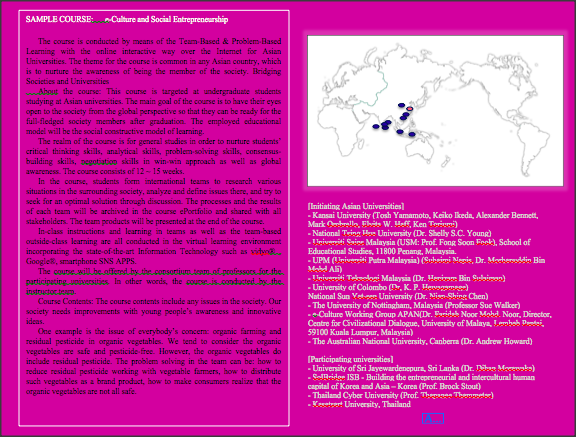 SAMPLE COURSE: e-Culture and Social Entrepreneurship
The course is conducted by means of the Team-Based & Problem-Based
Learning with the online interactive way over the Internet for Asian
Universities. The theme for the course is common in any Asian country, which
is to nurture the awareness of being the member of the society. Bridging
Societies and Universities
About the course: This course is targeted at undergraduate students
studying at Asian universities. The main goal of the course is to have their eyes
open to the society from the global perspective so that they can be ready for the
full-fledged society members after graduation. The employed educational
model will be the social constructive model of learning.
The realm of the course is for general studies in order to nurture students'
critical thinking skills, analytical skills, problem-solving skills, consensus-
building skills, negotiation skills in win-win approach as well as global
awareness. The course consists of 12 – 15 weeks.
In the course, students form international teams to research various
situations in the surrounding society, analyze and define issues there, and try to
seek for an optimal solution through discussion. The processes and the results
of each team will be archived in the course ePortfolio and shared with all
stakeholders. The team products will be presented at the end of the course.
In-class instructions and learning in teams as well as the team-based
outside-class learning are all conducted in the virtual learning environment
incorporating the state-of-the-art Information Technology such as
Google®, smartphone SNS APPS.
The course will be offered by the consortium team of professors for the
participating universities. In other words, the course is conducted by the
instructor team.
Course Contents: The course contents include any issues in the society. Our
society needs improvements with young people's awareness and innovative
ideas.
One example is the issue of everybody's concern: organic farming and
residual pesticide in organic vegetables. We tend to consider the organic
vegetables are safe and pesticide-free. However, the organic vegetables do
include residual pesticide. The problem solving in the team can be: how to
reduce residual pesticide working with vegetable farmers, how to distribute
such vegetables as a brand product, how to make consumers realize that the
organic vegetables are not all safe.
[Initiating Asian Universities]
- Kansai University (Tosh Yamamoto, Keiko Ikeda, Alexander Bennett,
Mark W. Huff, Ken
- National Tsing Hua University (Dr. Shelly S.C. Young)
- Universiti Sains Malaysia (USM: Prof. Fong Soon Fook), School of
Educational Studies, 11800 Penang, Malaysia.
- UPM (Universiti Putra Malaysia) ( Nepis, Dr. Bin
Mohd Ali)
- Universiti Teknologi Malaysia (Dr.
- University of Colombo (Dr. K. P.
National Sun Yat-sen University (Dr. Nian-Shing Chen)
- The University of Nottingham, Malaysia (Professor Sue Walker)
- e-Culture Working Group APAN(Dr. Faridah Noor Mohd. Noor, Director,
Centre for Civilizational Dialogue, University of Malaya, Lembah Pantai,
59100 Kuala Lumpur, Malaysia)
- The Australian National University, Canberra (Dr. Andrew Howard)
[Participating universities]
- University of Sri Jayewardenepura, Sri Lanka (Dr.
- SolBridge ISB - Building the entrepreneurial and intercultural human
capital of Korea and Asia – Korea (Prof. Brock Stout)
- Thailand Cyber University (Prof.
- Kasetsart University, Thailand